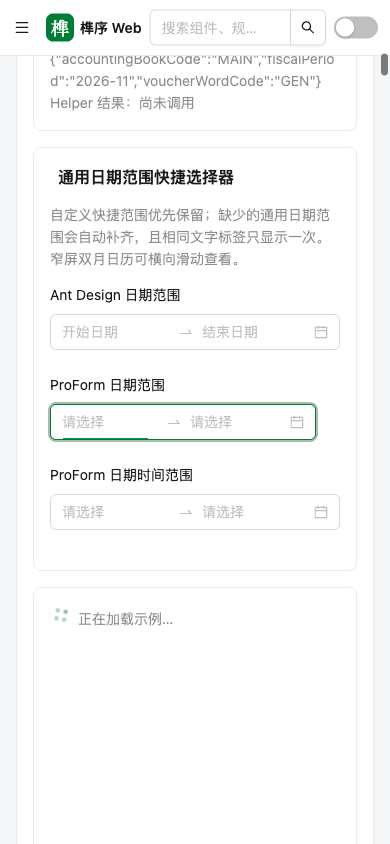 榫 榫序 Web 搜索组件、规...
{"accountingBookCode":"MAIN","fiscalPerio
d":"2026-11","voucherWordCode":"GEN"}
Helper 结果：尚未调用
通用日期范围快捷选择器
自定义快捷范围优先保留；缺少的通用日期范
围会自动补齐，且相同文字标签只显示一次。
窄屏双月日历可横向滑动查看。
Ant Design 日期范围
开始日期 → 结束日期
ProForm 日期范围
请选择 → 请选择
ProForm 日期时间范围
请选择 → 请选择
正在加载示例...